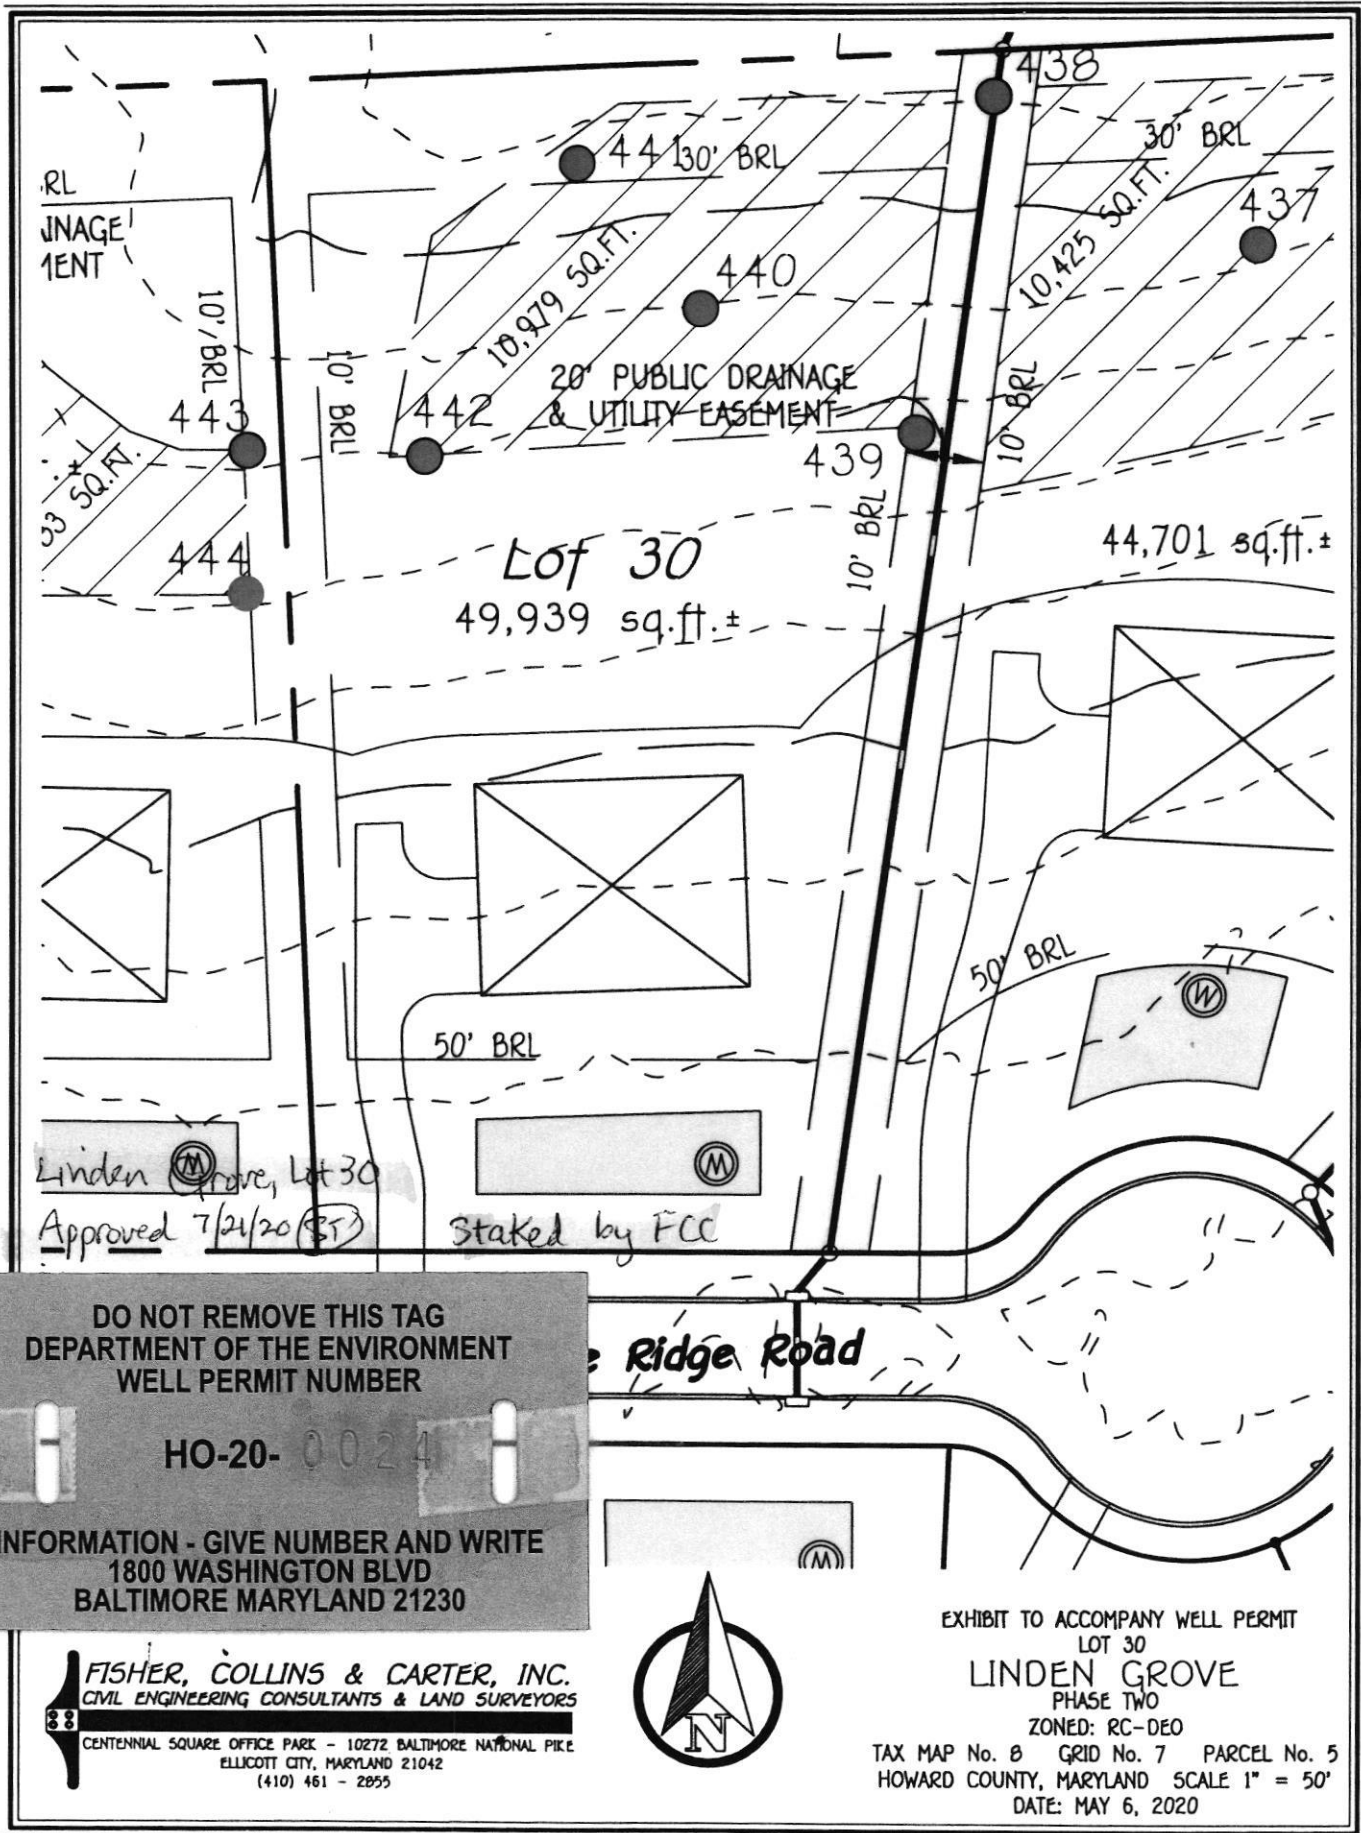 438
441
30' BRL
30' BRL
RL
INAGE
1ENT
437
10,979 SQ.FT.
10,425 SQ.FT.
440
10' BRL
10' BRL
20' PUBLIC DRAINAGE
& UTILITY EASEMENT
10' BRL
443
442
439
33 SQ.FT.
±
10' BRL
444
Lot 30
49,939 sq.ft.±
44,701 sq.ft.±
50' BRL
W
50' BRL
W
W
Linden Grove, Lot 30
Approved 7/21/20
Staked by FCC
DO NOT REMOVE THIS TAG
DEPARTMENT OF THE ENVIRONMENT
WELL PERMIT NUMBER
HO-20- 0024
INFORMATION - GIVE NUMBER AND WRITE
1800 WASHINGTON BLVD
BALTIMORE MARYLAND 21230
e Ridge Road
W
N
FISHER, COLLINS & CARTER, INC.
CIVIL ENGINEERING CONSULTANTS & LAND SURVEYORS
CENTENNIAL SQUARE OFFICE PARK - 10272 BALTIMORE NATIONAL PIKE
ELLICOTT CITY, MARYLAND 21042
(410) 461 - 2855
EXHIBIT TO ACCOMPANY WELL PERMIT
LOT 30
LINDEN GROVE
PHASE TWO
ZONED: RC-DEO
TAX MAP No. 8 GRID No. 7 PARCEL No. 5
HOWARD COUNTY, MARYLAND SCALE 1" = 50'
DATE: MAY 6, 2020